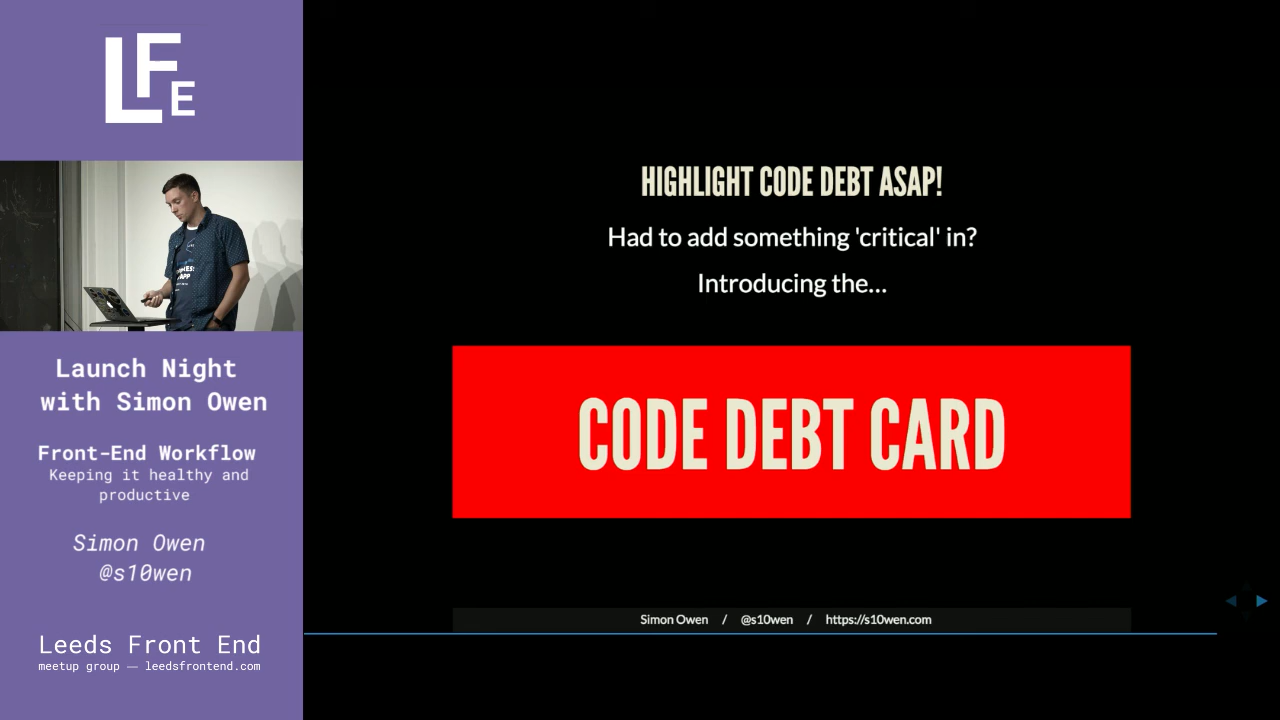 LFE
Launch Night
with Simon Owen
Front-End Workflow
Keeping it healthy and
productive
Simon Owen
@s10wen
Leeds Front End
meetup group — leedsfrontend.com
HIGHLIGHT CODE DEBT ASAP!
Had to add something 'critical' in?
Introducing the...
CODE DEBT CARD
Simon Owen / @s10wen / https://s10wen.com